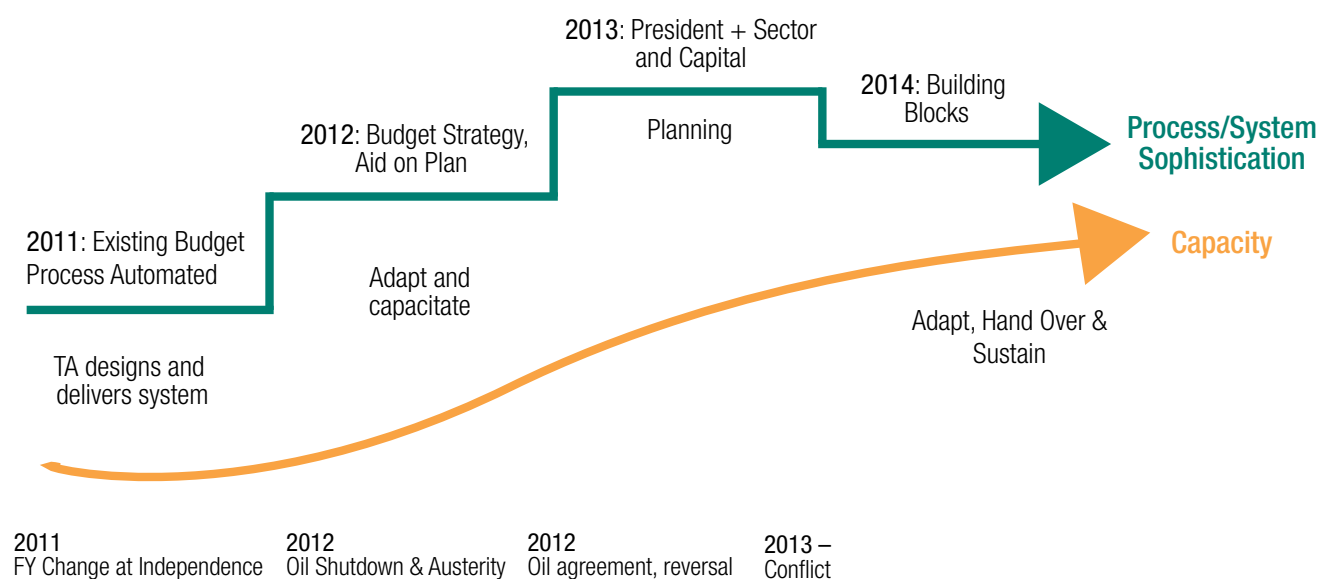 2013: President + Sector
and Capital
2014: Building
Blocks
Planning
Process/System
Sophistication
2012: Budget Strategy,
Aid on Plan
2011: Existing Budget
Process Automated
Capacity
Adapt and
capacitate
Adapt, Hand Over &
Sustain
TA designs and
delivers system
2011
FY Change at Independence
2012
Oil Shutdown & Austerity
2012
Oil agreement, reversal
2013 –
Conflict